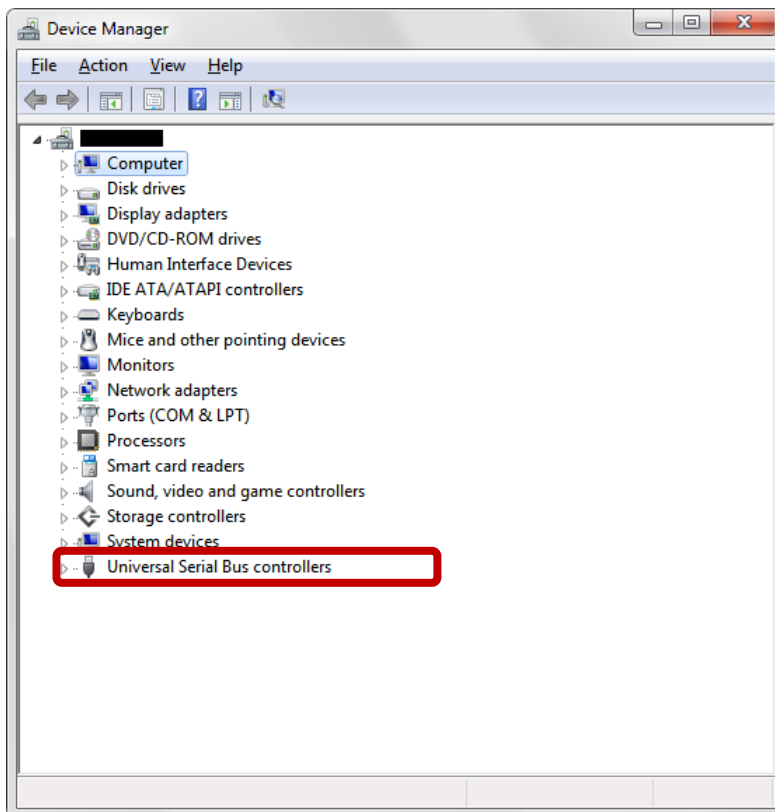 Device Manager
File Action View Help
Computer
Disk drives
Display adapters
DVD/CD-ROM drives
Human Interface Devices
IDE ATA/ATAPI controllers
Keyboards
Mice and other pointing devices
Monitors
Network adapters
Ports (COM & LPT)
Processors
Smart card readers
Sound, video and game controllers
Storage controllers
System devices
Universal Serial Bus controllers